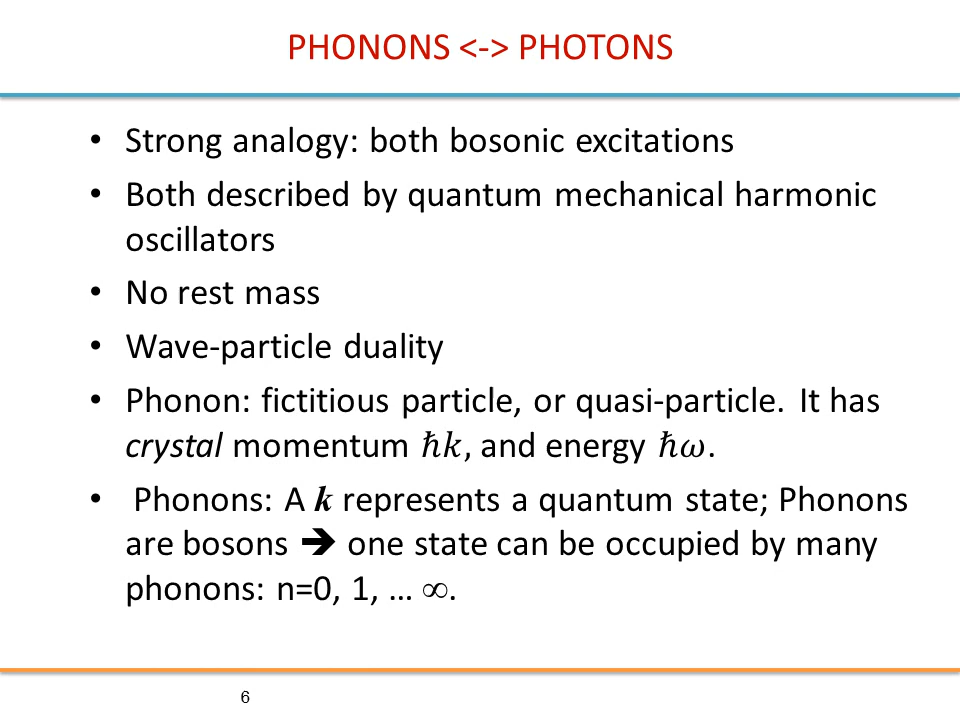 PHONONS <-> PHOTONS
• Strong analogy: both bosonic excitations
• Both described by quantum mechanical harmonic
oscillators
• No rest mass
• Wave-particle duality
• Phonon: fictitious particle, or quasi-particle. It has
crystal momentum ℏ𝑘, and energy ℏ𝜔.
• Phonons: A k represents a quantum state; Phonons
are bosons ➔ one state can be occupied by many
phonons: n=0, 1, … ∞.
6